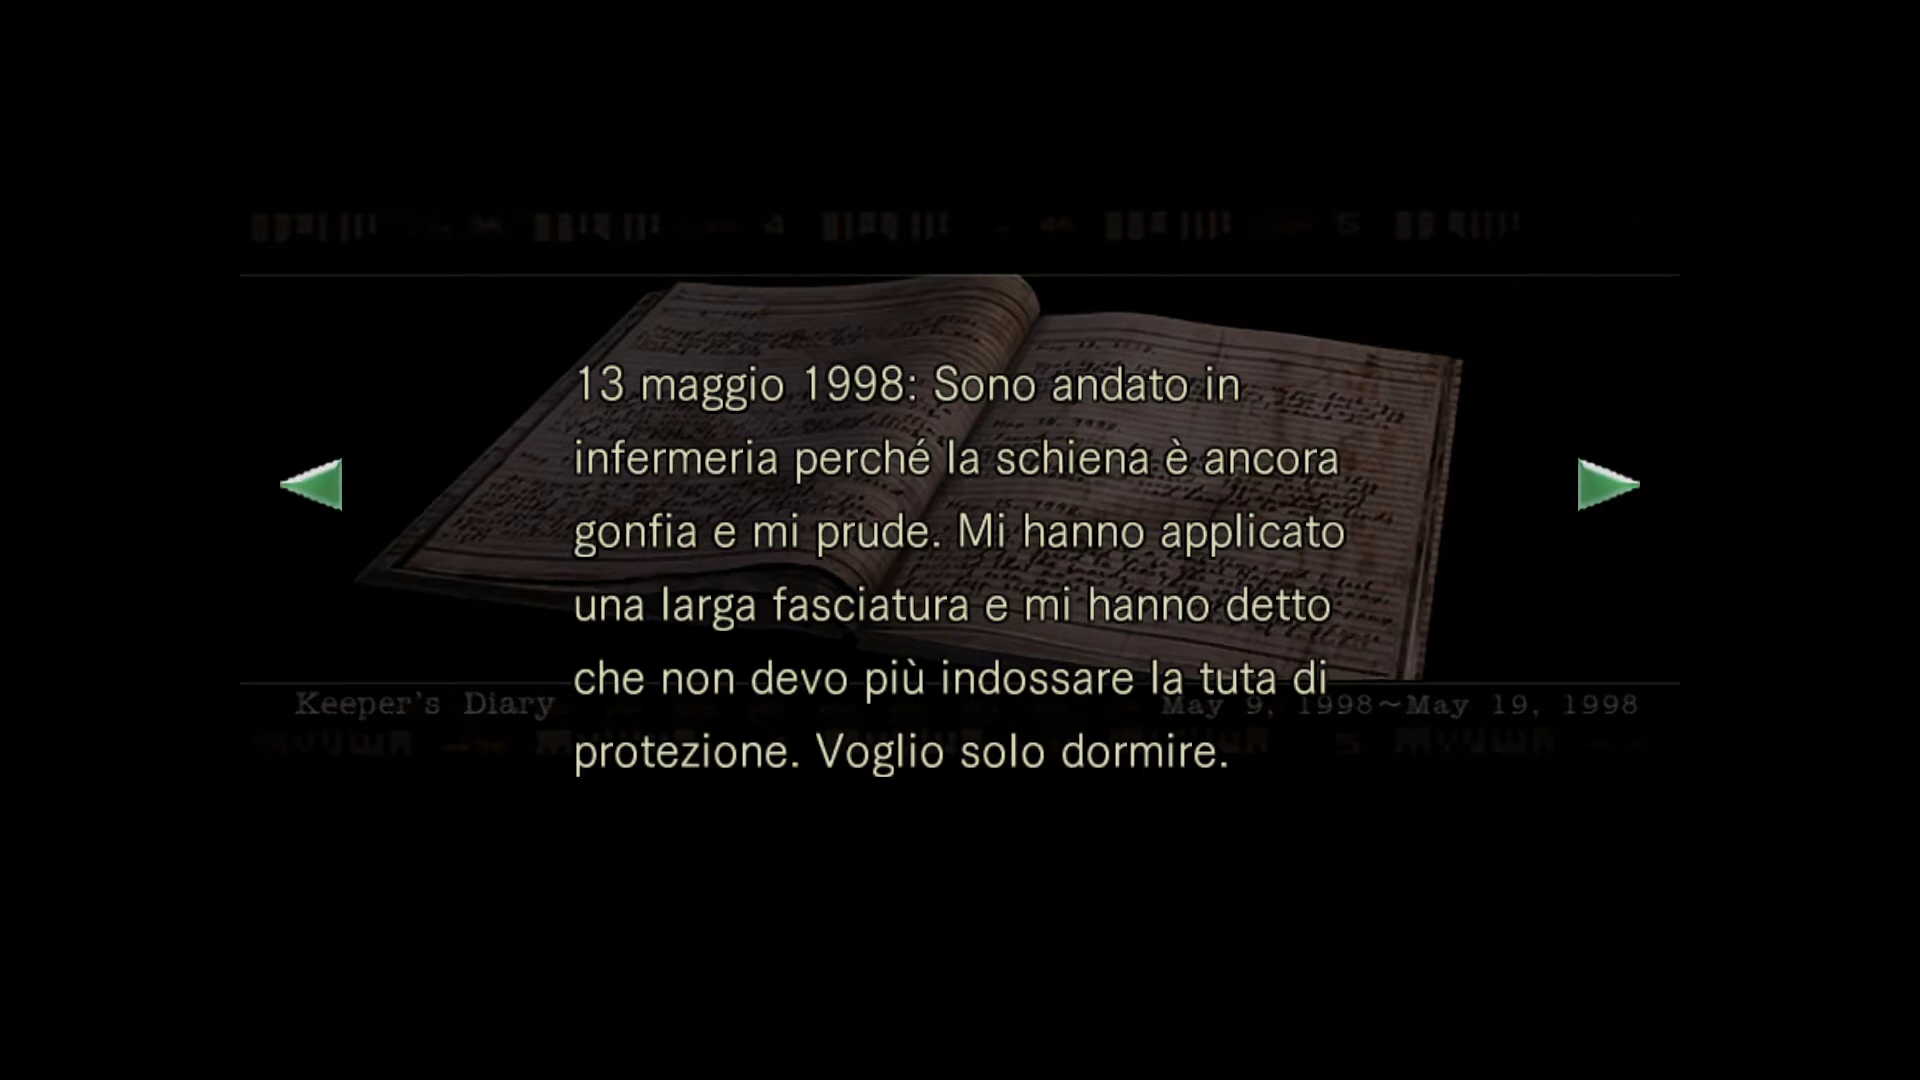 13 maggio 1998: Sono andato in
infermeria perché la schiena è ancora
gonfia e mi prude. Mi hanno applicato
una larga fasciatura e mi hanno detto
che non devo più indossare la tuta di
protezione. Voglio solo dormire.
Keeper's Diary
May 9, 1998~May 19, 1998